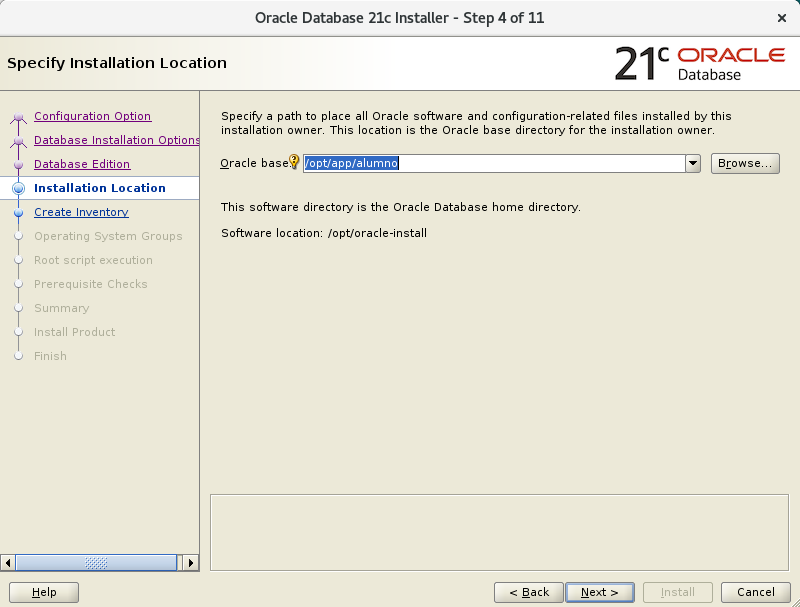 Oracle Database 21c Installer - Step 4 of 11
Specify Installation Location
21c ORACLE
Database
Configuration Option
Database Installation Options
Database Edition
Installation Location
Create Inventory
Operating System Groups
Root script execution
Prerequisite Checks
Summary
Install Product
Finish
Specify a path to place all Oracle software and configuration-related files installed by this
installation owner. This location is the Oracle base directory for the installation owner.
Oracle base: /opt/app/alumno Browse...
This software directory is the Oracle Database home directory.
Software location: /opt/oracle-install
Help < Back Next > Install Cancel